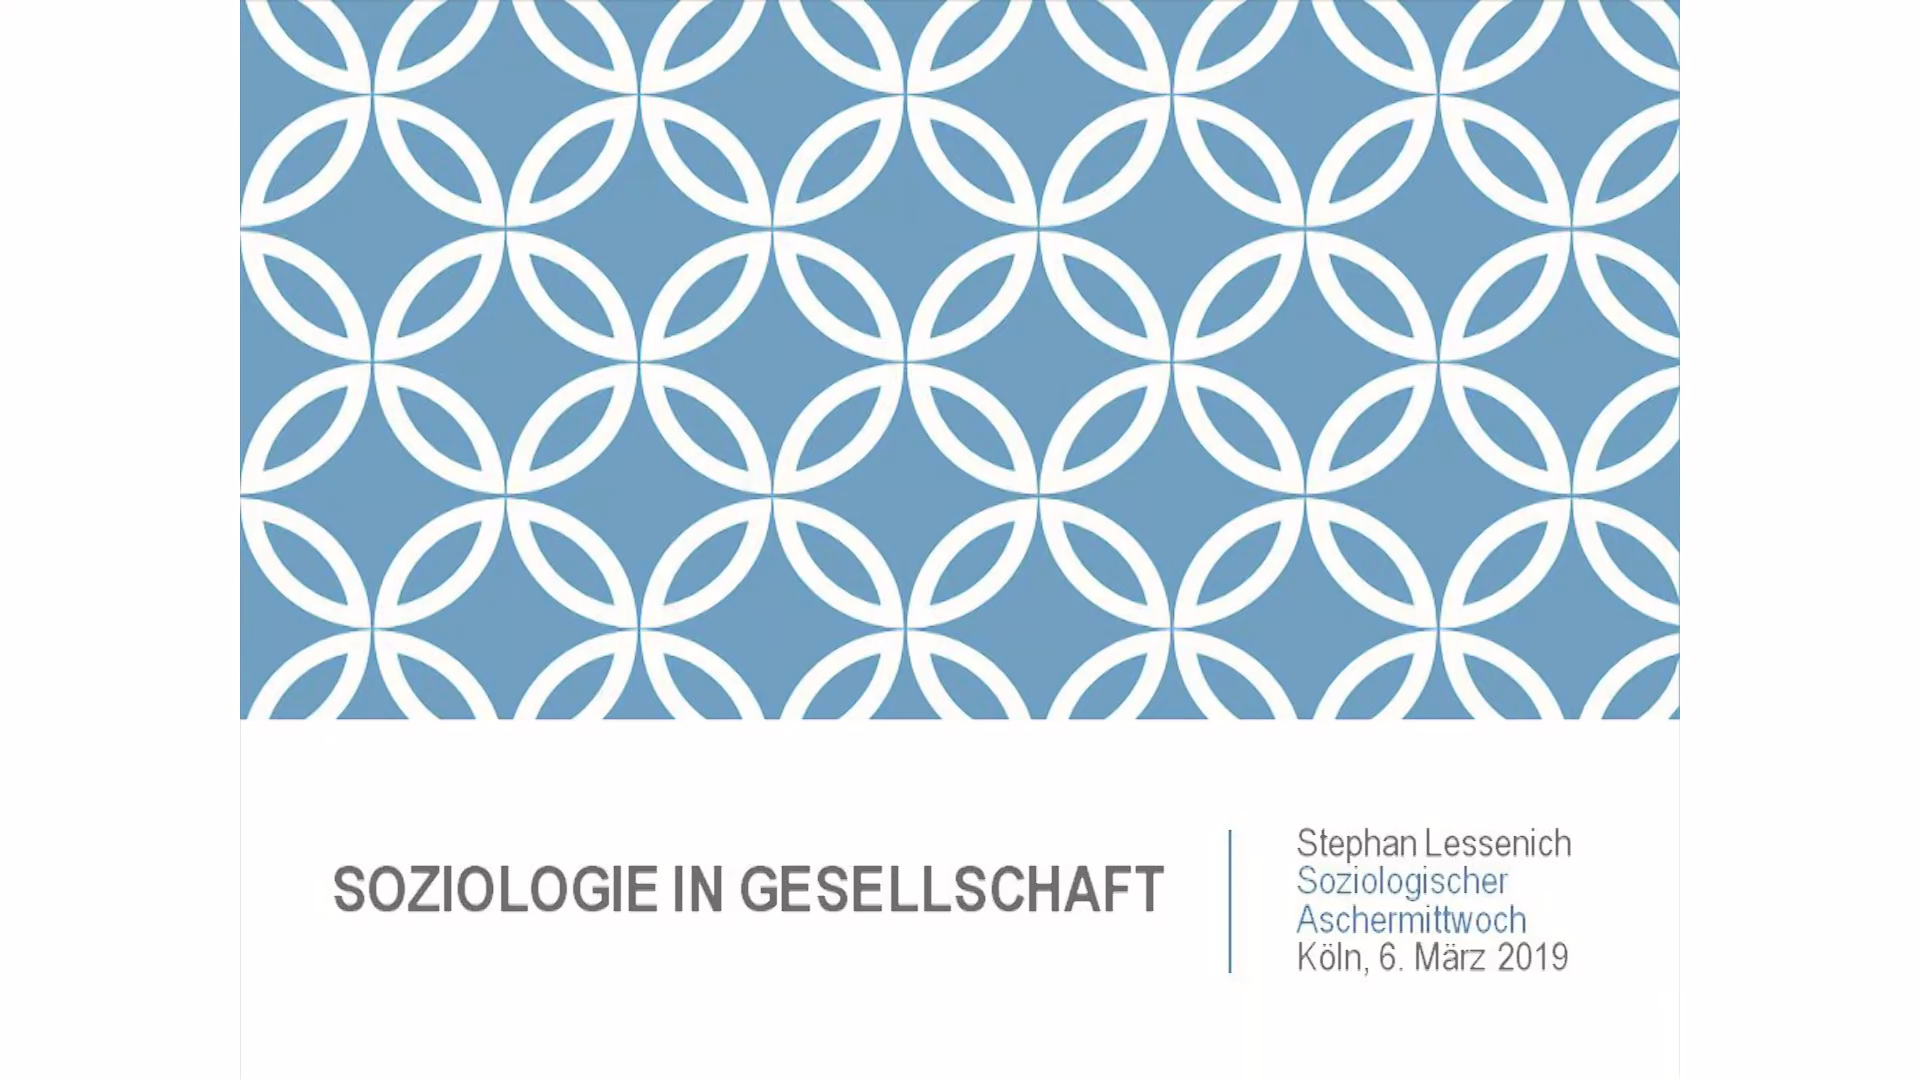 SOZIOLOGIE IN GESELLSCHAFT
Stephan Lessenich
Soziologischer
Aschermittwoch
Köln, 6. März 2019